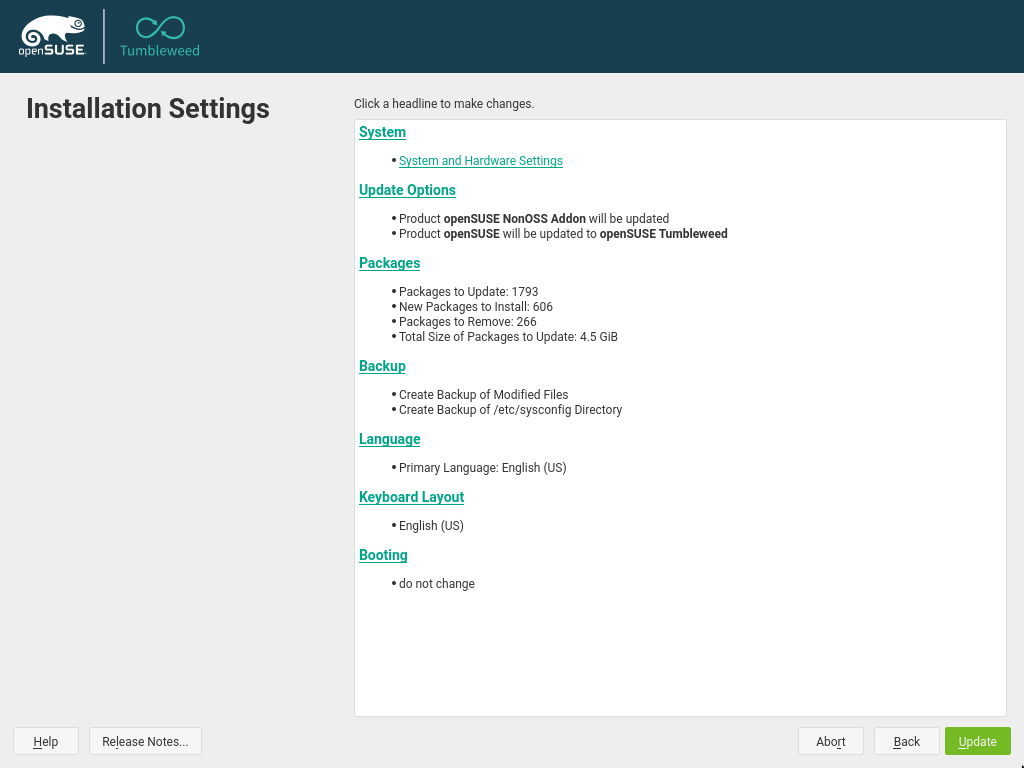 openSUSE
Tumbleweed
Installation Settings
Click a headline to make changes.
System
• System and Hardware Settings
Update Options
• Product openSUSE NonOSS Addon will be updated
• Product openSUSE will be updated to openSUSE Tumbleweed
Packages
• Packages to Update: 1793
• New Packages to Install: 606
• Packages to Remove: 266
• Total Size of Packages to Update: 4.5 GiB
Backup
• Create Backup of Modified Files
• Create Backup of /etc/sysconfig Directory
Language
• Primary Language: English (US)
Keyboard Layout
• English (US)
Booting
• do not change
Help Release Notes... Abort Back Update